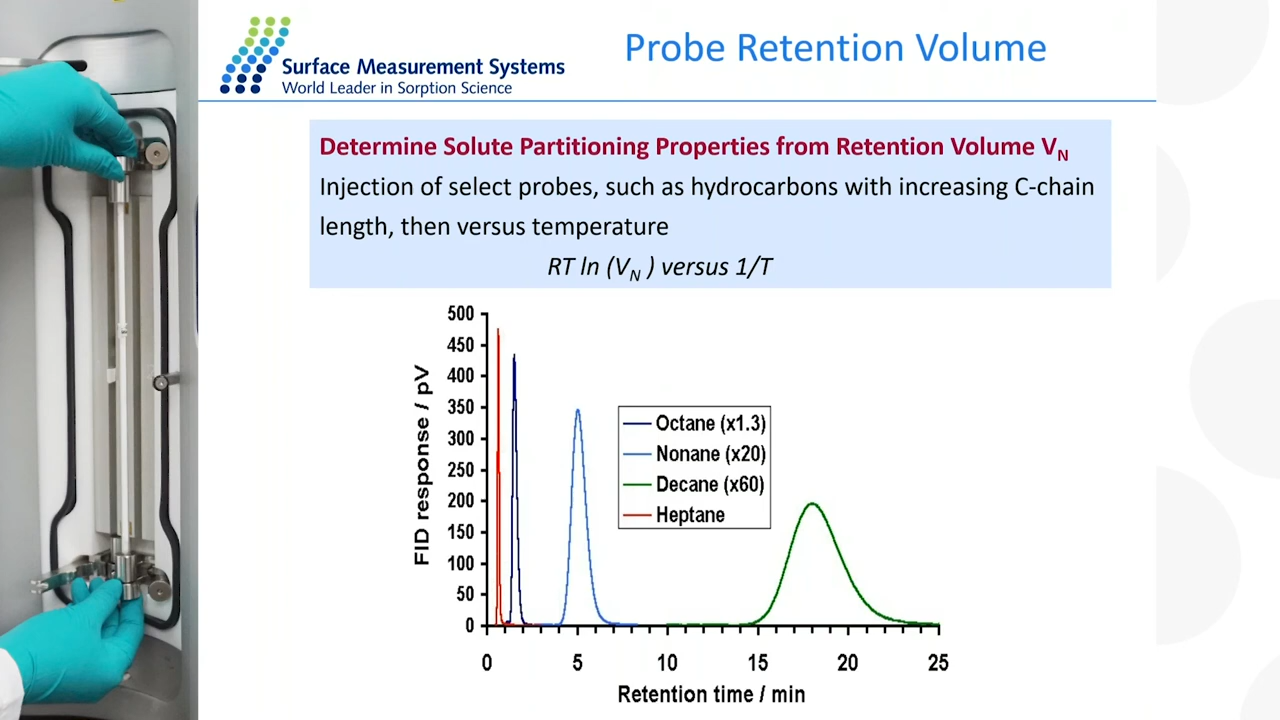 Surface Measurement Systems
World Leader in Sorption Science
Probe Retention Volume
Determine Solute Partitioning Properties from Retention Volume VN
Injection of select probes, such as hydrocarbons with increasing C-chain
length, then versus temperature
RT ln (VN ) versus 1/T
FID response / pV
500
450
400
350
300
250
200
150
100
50
0
Octane (x1.3)
Nonane (x20)
Decane (x60)
Heptane
0 5 10 15 20 25
Retention time / min